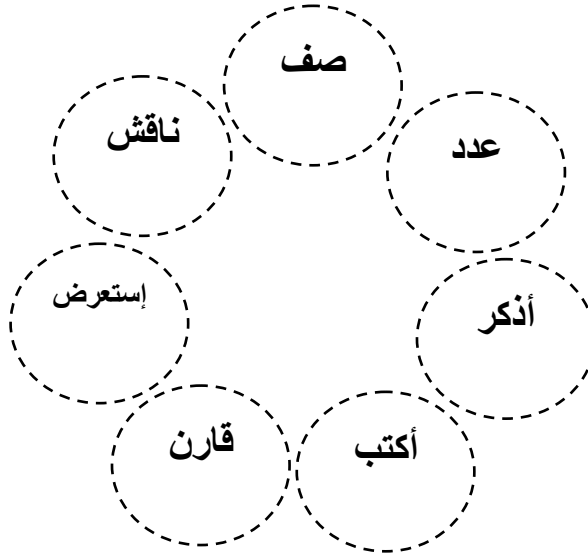 صف
عدد
أذكر
أكتب
قارن
إستعرض
ناقش